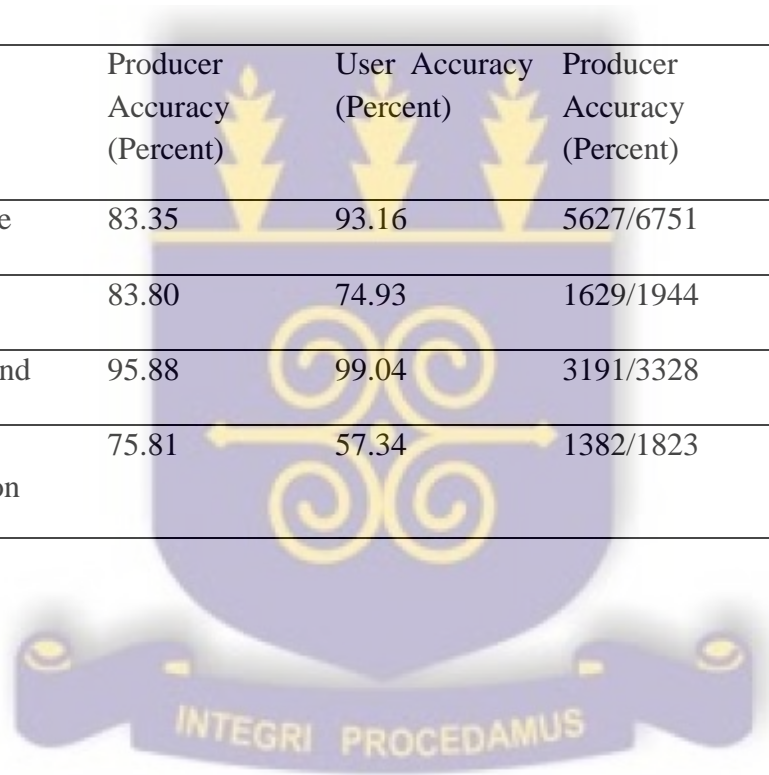 Producer User Accuracy Producer
Accuracy (Percent) Accuracy
(Percent) (Percent)
83.35 93.16 5627/6751
83.80 74.93 1629/1944
95.88 99.04 3191/3328
75.81 57.34 1382/1823
INTEGRI PROCEDAMUS